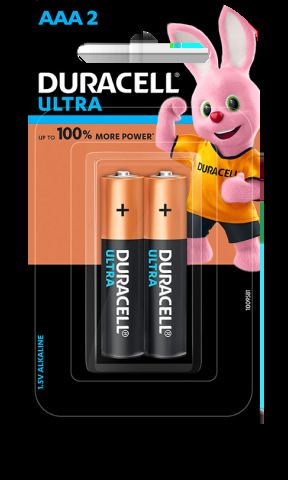 AAA 2
DURACELL®
ULTRA
UP TO 100% MORE POWER*
DURACELL
+ +
DURACELL®
ULTRA
DURACELL®
ULTRA
1.5V ALKALINE